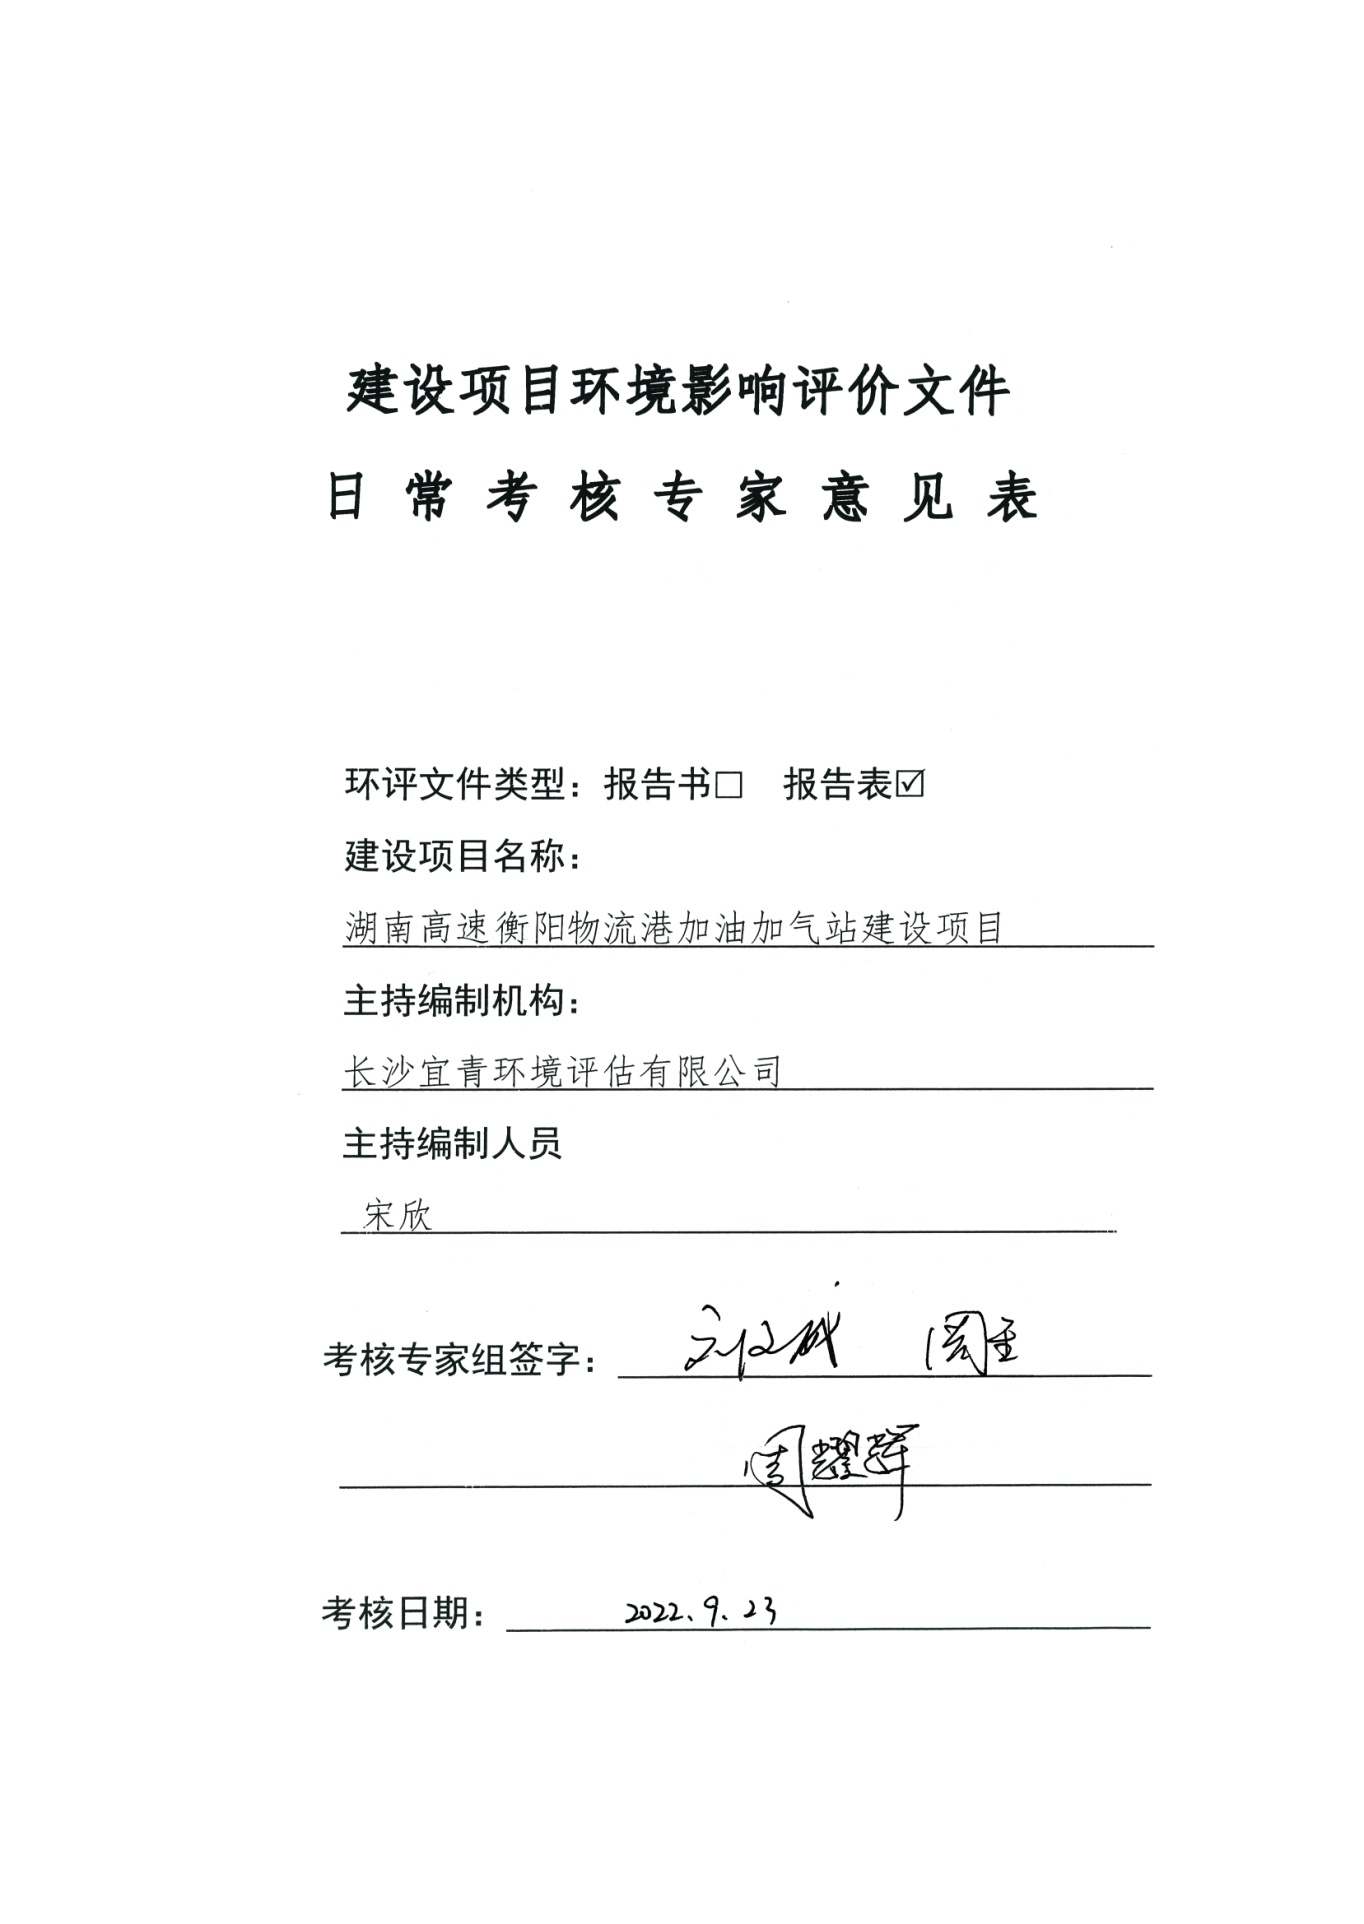 建设项目环境影响评价文件
日常考核专家意见表
环评文件类型：报告书□ 报告表☑
建设项目名称：
湖南高速衡阳物流港加油加气站建设项目
主持编制机构：
长沙宜青环境评估有限公司
主持编制人员
宋欣
考核专家组签字：
周耀辉
考核日期：2022.9.23